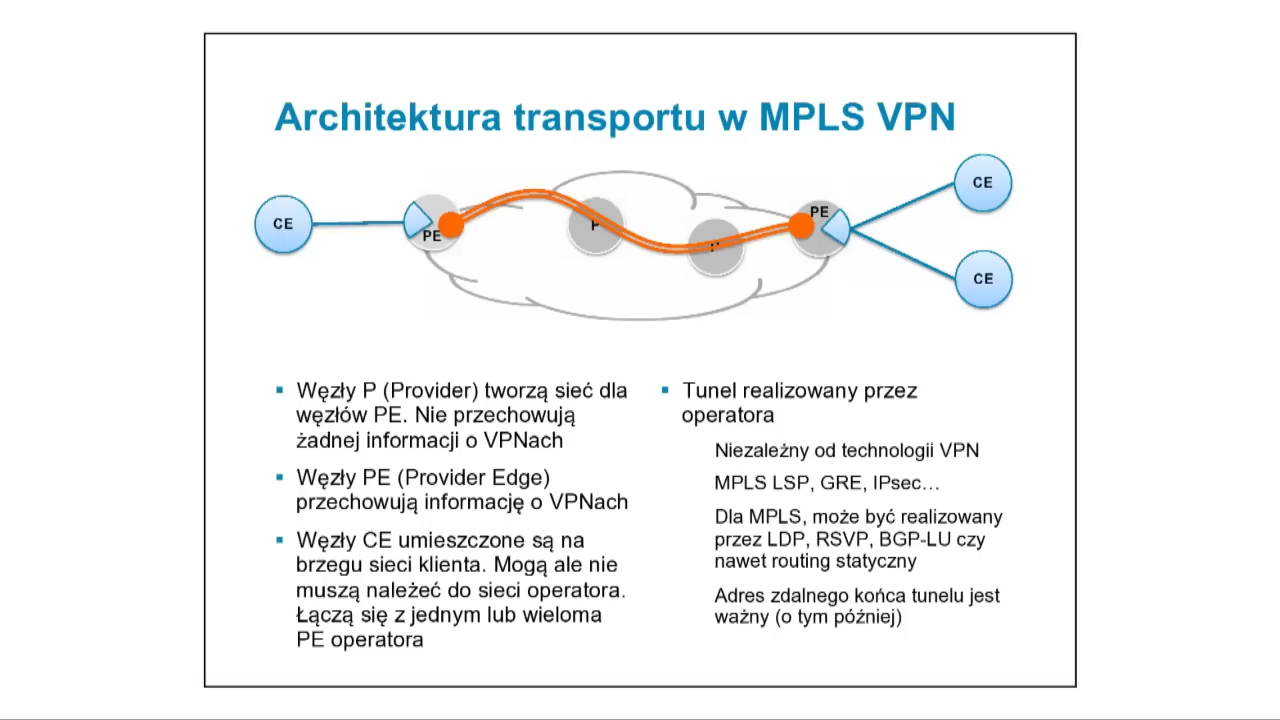 Architektura transportu w MPLS VPN
CE
CE
PE
P
PE
CE
Węzły P (Provider) tworzą sieć dla
węzłów PE. Nie przechowują
żadnej informacji o VPNach
Węzły PE (Provider Edge)
przechowują informację o VPNach
Węzły CE umieszczone są na
brzegu sieci klienta. Mogą ale nie
muszą należeć do sieci operatora.
Łączą się z jednym lub wieloma
PE operatora
Tunel realizowany przez
operatora
Niezależny od technologii VPN
MPLS LSP, GRE, IPsec…
Dla MPLS, może być realizowany
przez LDP, RSVP, BGP-LU czy
nawet routing statyczny
Adres zdalnego końca tunelu jest
ważny (o tym później)